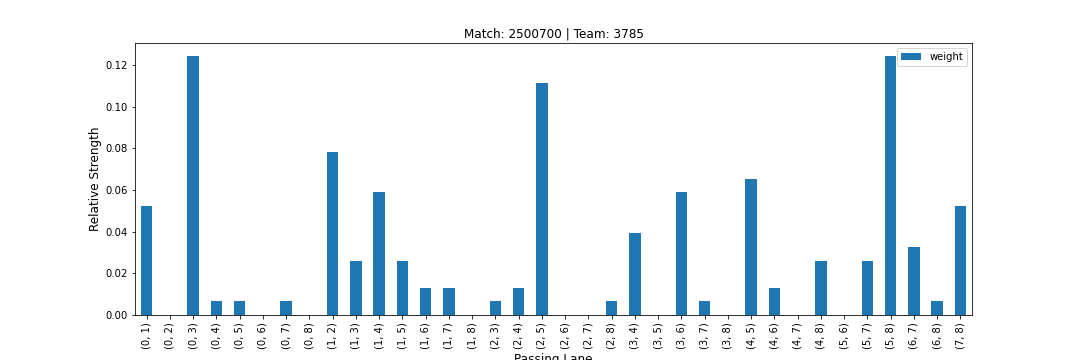 Match: 2500700 | Team: 3785
weight
Relative Strength
0.12
0.10
0.08
0.06
0.04
0.02
0.00
(0, 1) (0, 2) (0, 3) (0, 4) (0, 5) (0, 6) (0, 7) (0, 8) (1, 2) (1, 3) (1, 4) (1, 5) (1, 6) (1, 7) (1, 8) (2, 3) (2, 4) (2, 5) (2, 6) (2, 7) (2, 8) (3, 4) (3, 5) (3, 6) (3, 7) (3, 8) (4, 5) (4, 6) (4, 7) (4, 8) (5, 6) (5, 7) (5, 8) (6, 7) (6, 8) (7, 8)
Passing Lane